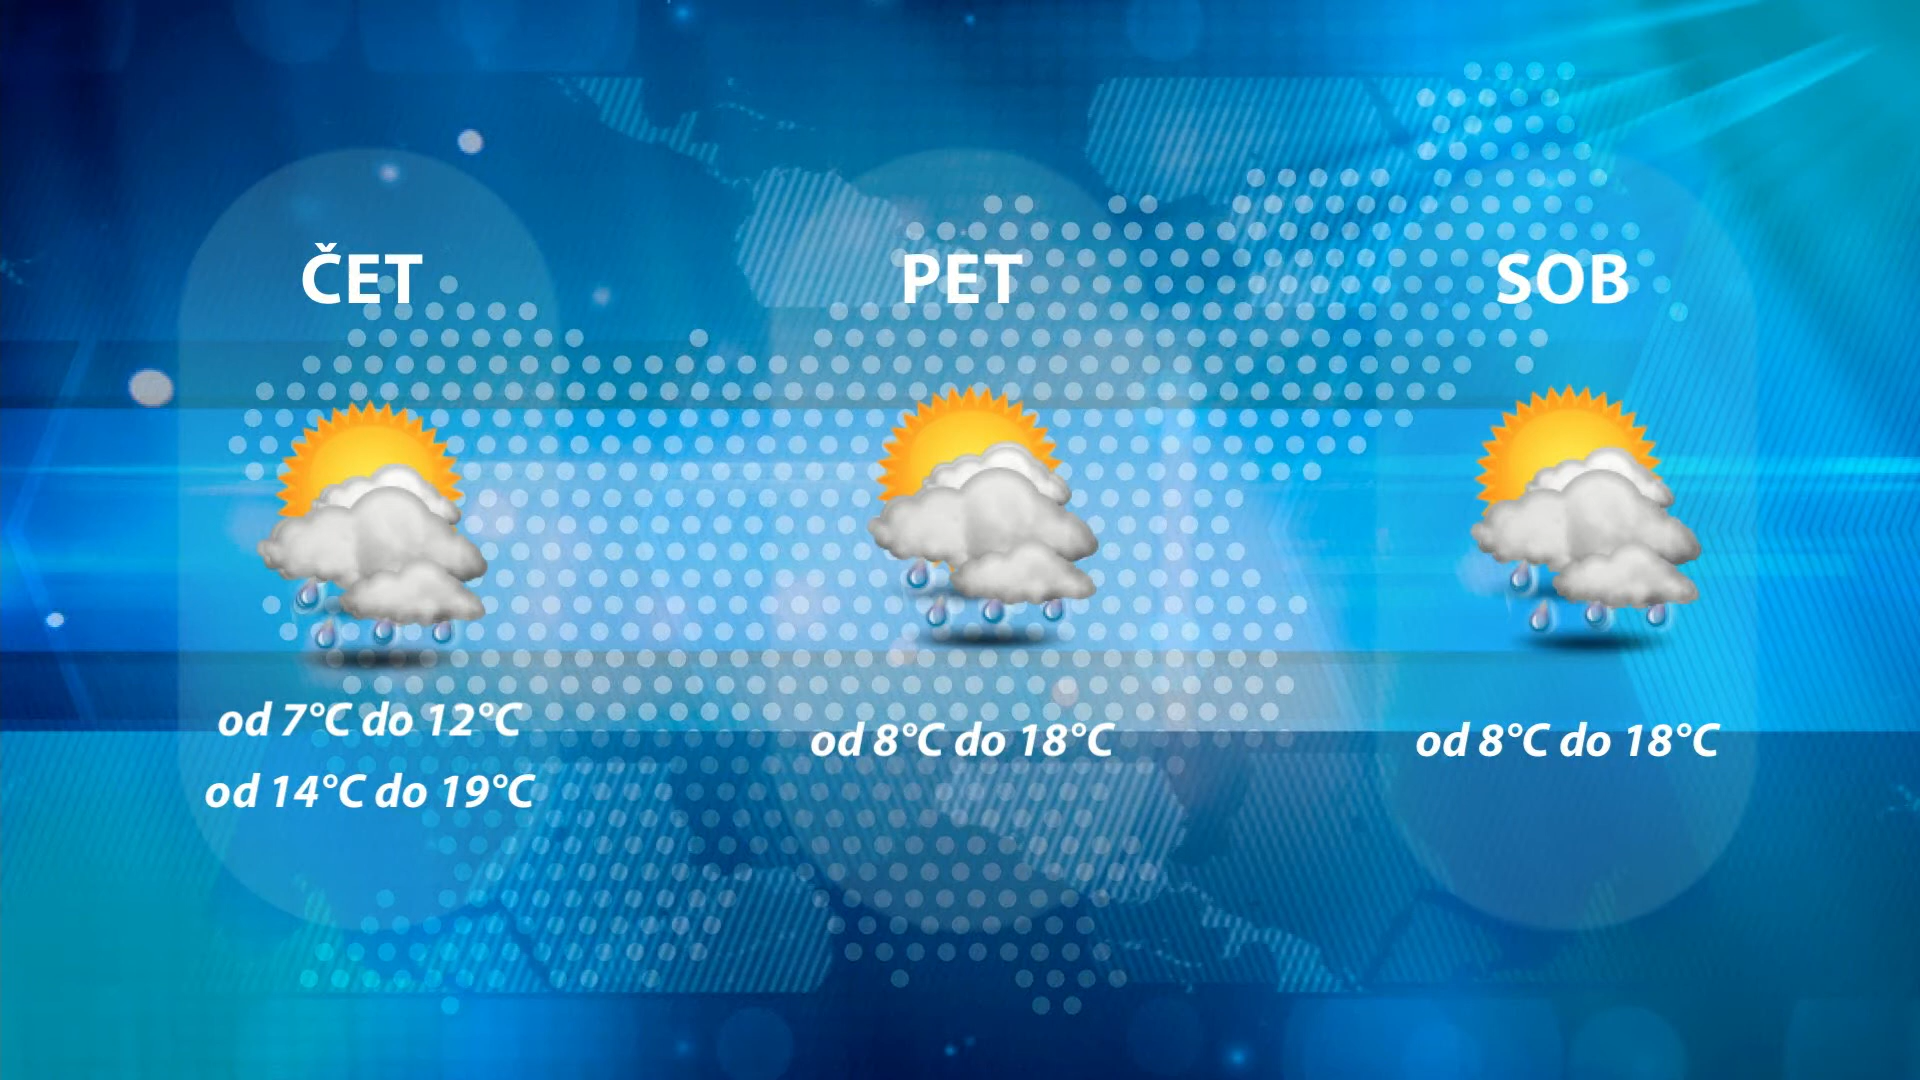 ČET
PET
SOB
od 7°C do 12°C
od 14°C do 19°C
od 8°C do 18°C
od 8°C do 18°C